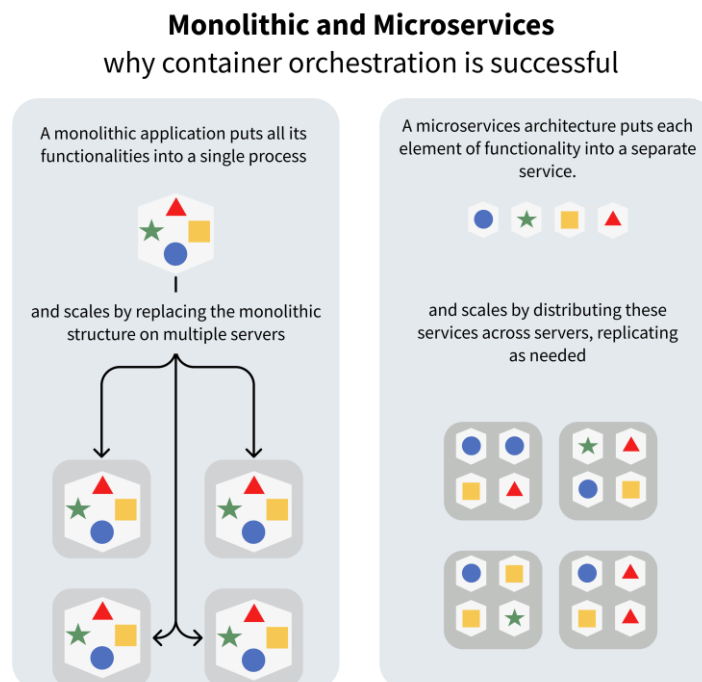 Monolithic and Microservices
why container orchestration is successful
A monolithic application puts all its
functionalities into a single process
and scales by replacing the monolithic
structure on multiple servers
A microservices architecture puts each
element of functionality into a separate
service.
and scales by distributing these
services across servers, replicating
as needed